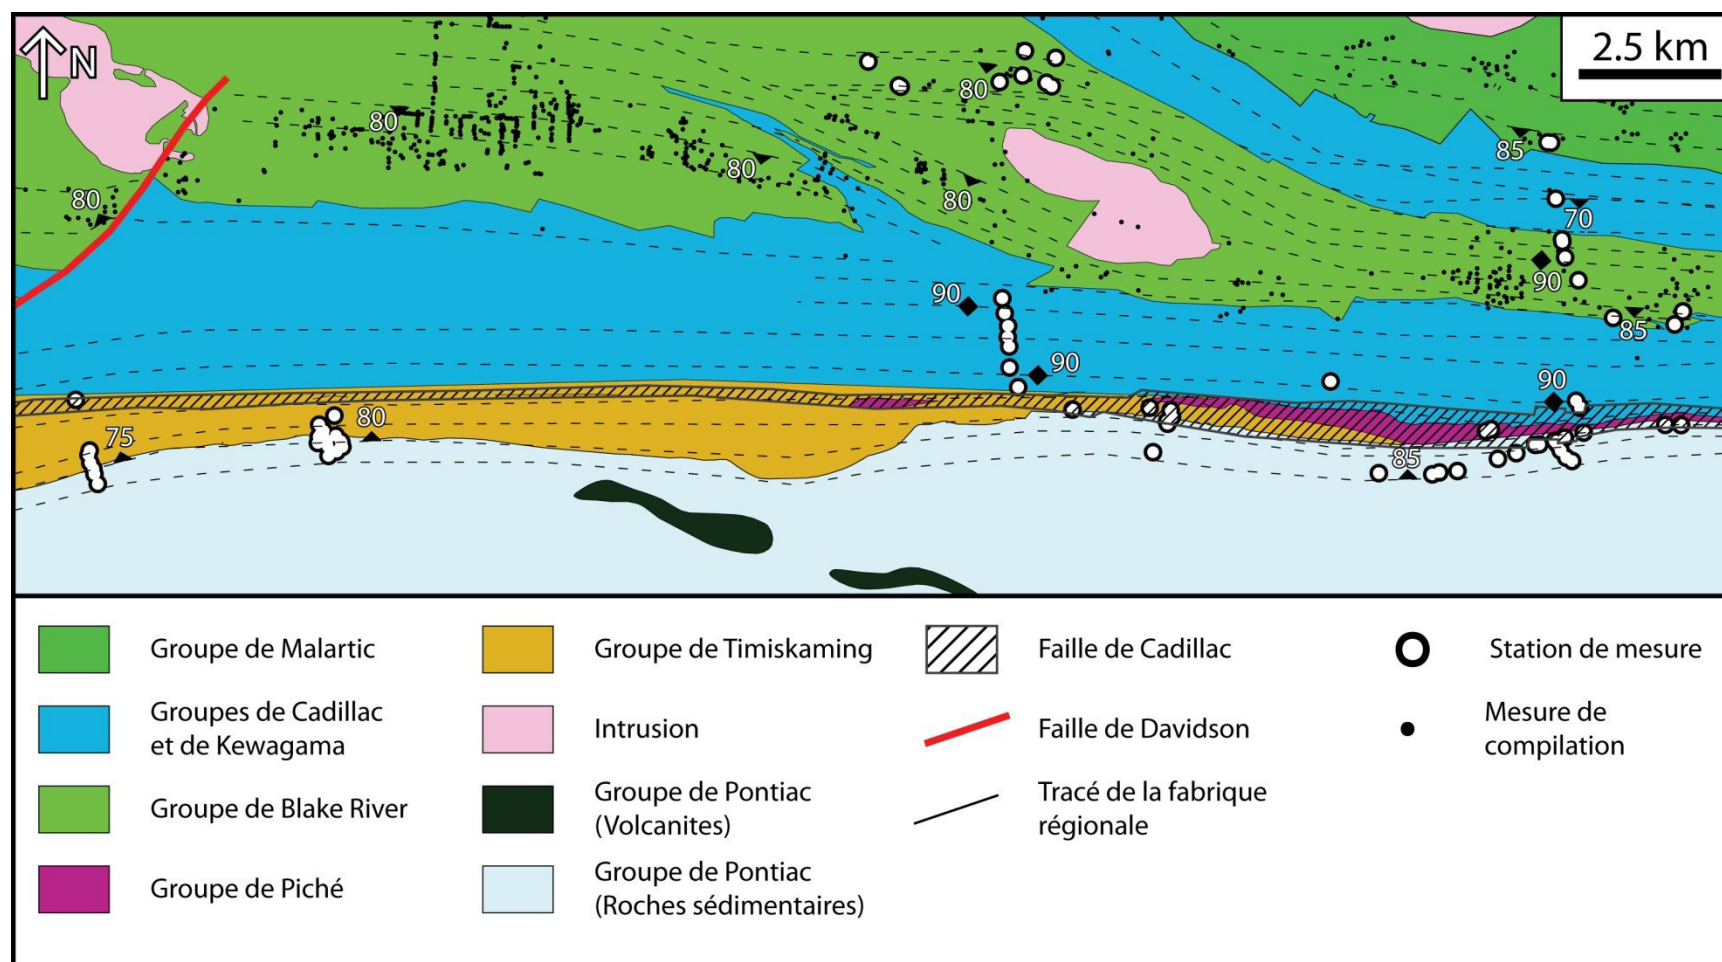 N
2.5 km
80
80
80
80
80
85
70
90
85
90
90
90
75
80
85
Groupe de Malartic
Groupes de Cadillac
et de Kewagama
Groupe de Blake River
Groupe de Piché
Groupe de Timiskaming
Intrusion
Groupe de Pontiac
(Volcanites)
Groupe de Pontiac
(Roches sédimentaires)
Faille de Cadillac
Faille de Davidson
Tracé de la fabrique
régionale
Station de mesure
Mesure de
compilation